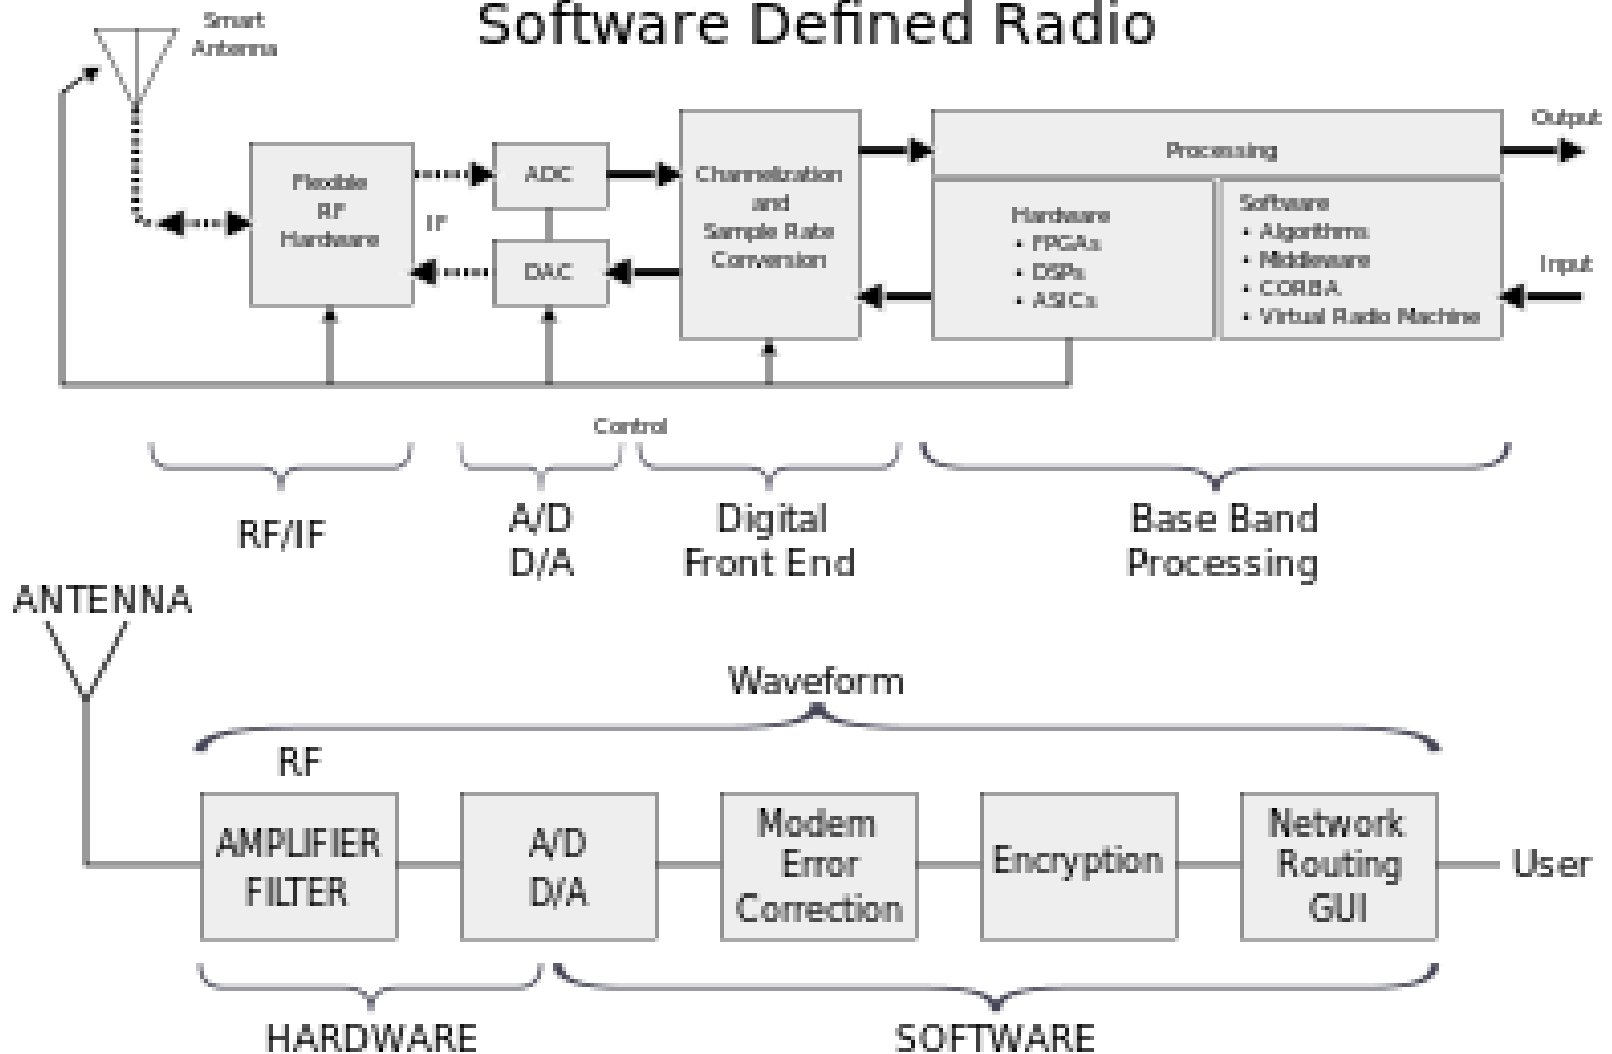 Software Defined Radio
Smart
Antenna
Flexible
RF
Hardware
IF
ADC
DAC
Channelization
and
Sample Rate
Conversion
Processing
Hardware
• FPGAs
• DSPs
• ASICs
Software
• Algorithms
• Middleware
• CORBA
• Virtual Radio Machine
Output
Input
Control
RF/IF
A/D
D/A
Digital
Front End
Base Band
Processing
ANTENNA
Waveform
RF
AMPLIFIER
FILTER
A/D
D/A
Modem
Error
Correction
Encryption
Network
Routing
GUI
User
HARDWARE
SOFTWARE